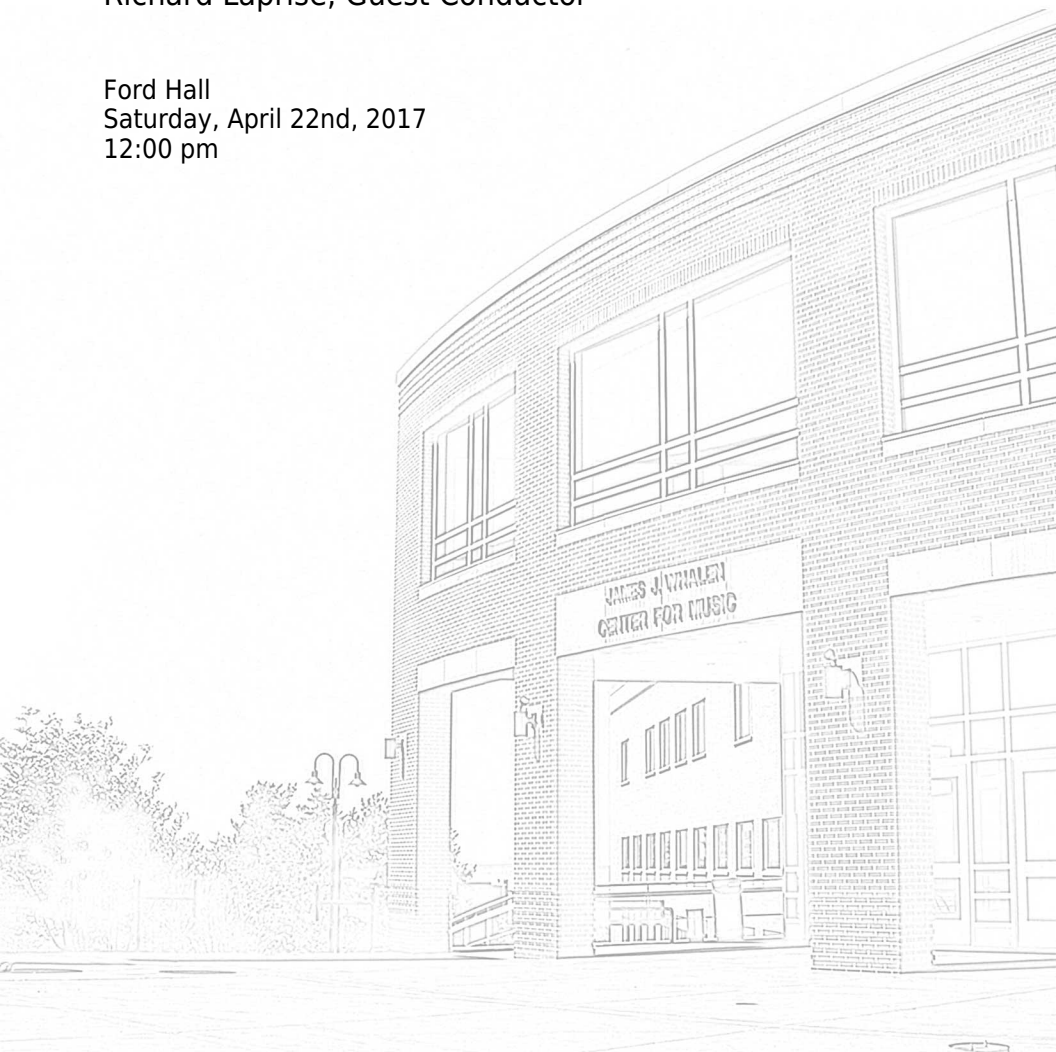 Richard Laprise, Guest Conductor
Ford Hall
Saturday, April 22nd, 2017
12:00 pm
JAMES J. WHALEN
CENTER FOR MUSIC